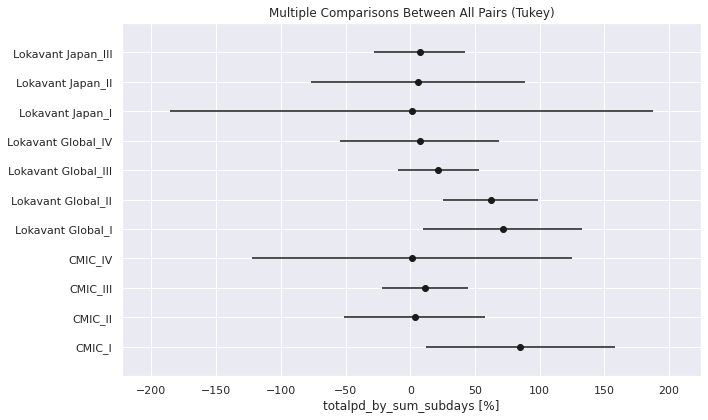 Multiple Comparisons Between All Pairs (Tukey)
Lokavant Japan_III
Lokavant Japan_II
Lokavant Japan_I
Lokavant Global_IV
Lokavant Global_III
Lokavant Global_II
Lokavant Global_I
CMIC_IV
CMIC_III
CMIC_II
CMIC_I
−200 −150 −100 −50 0 50 100 150 200
totalpd_by_sum_subdays [%]